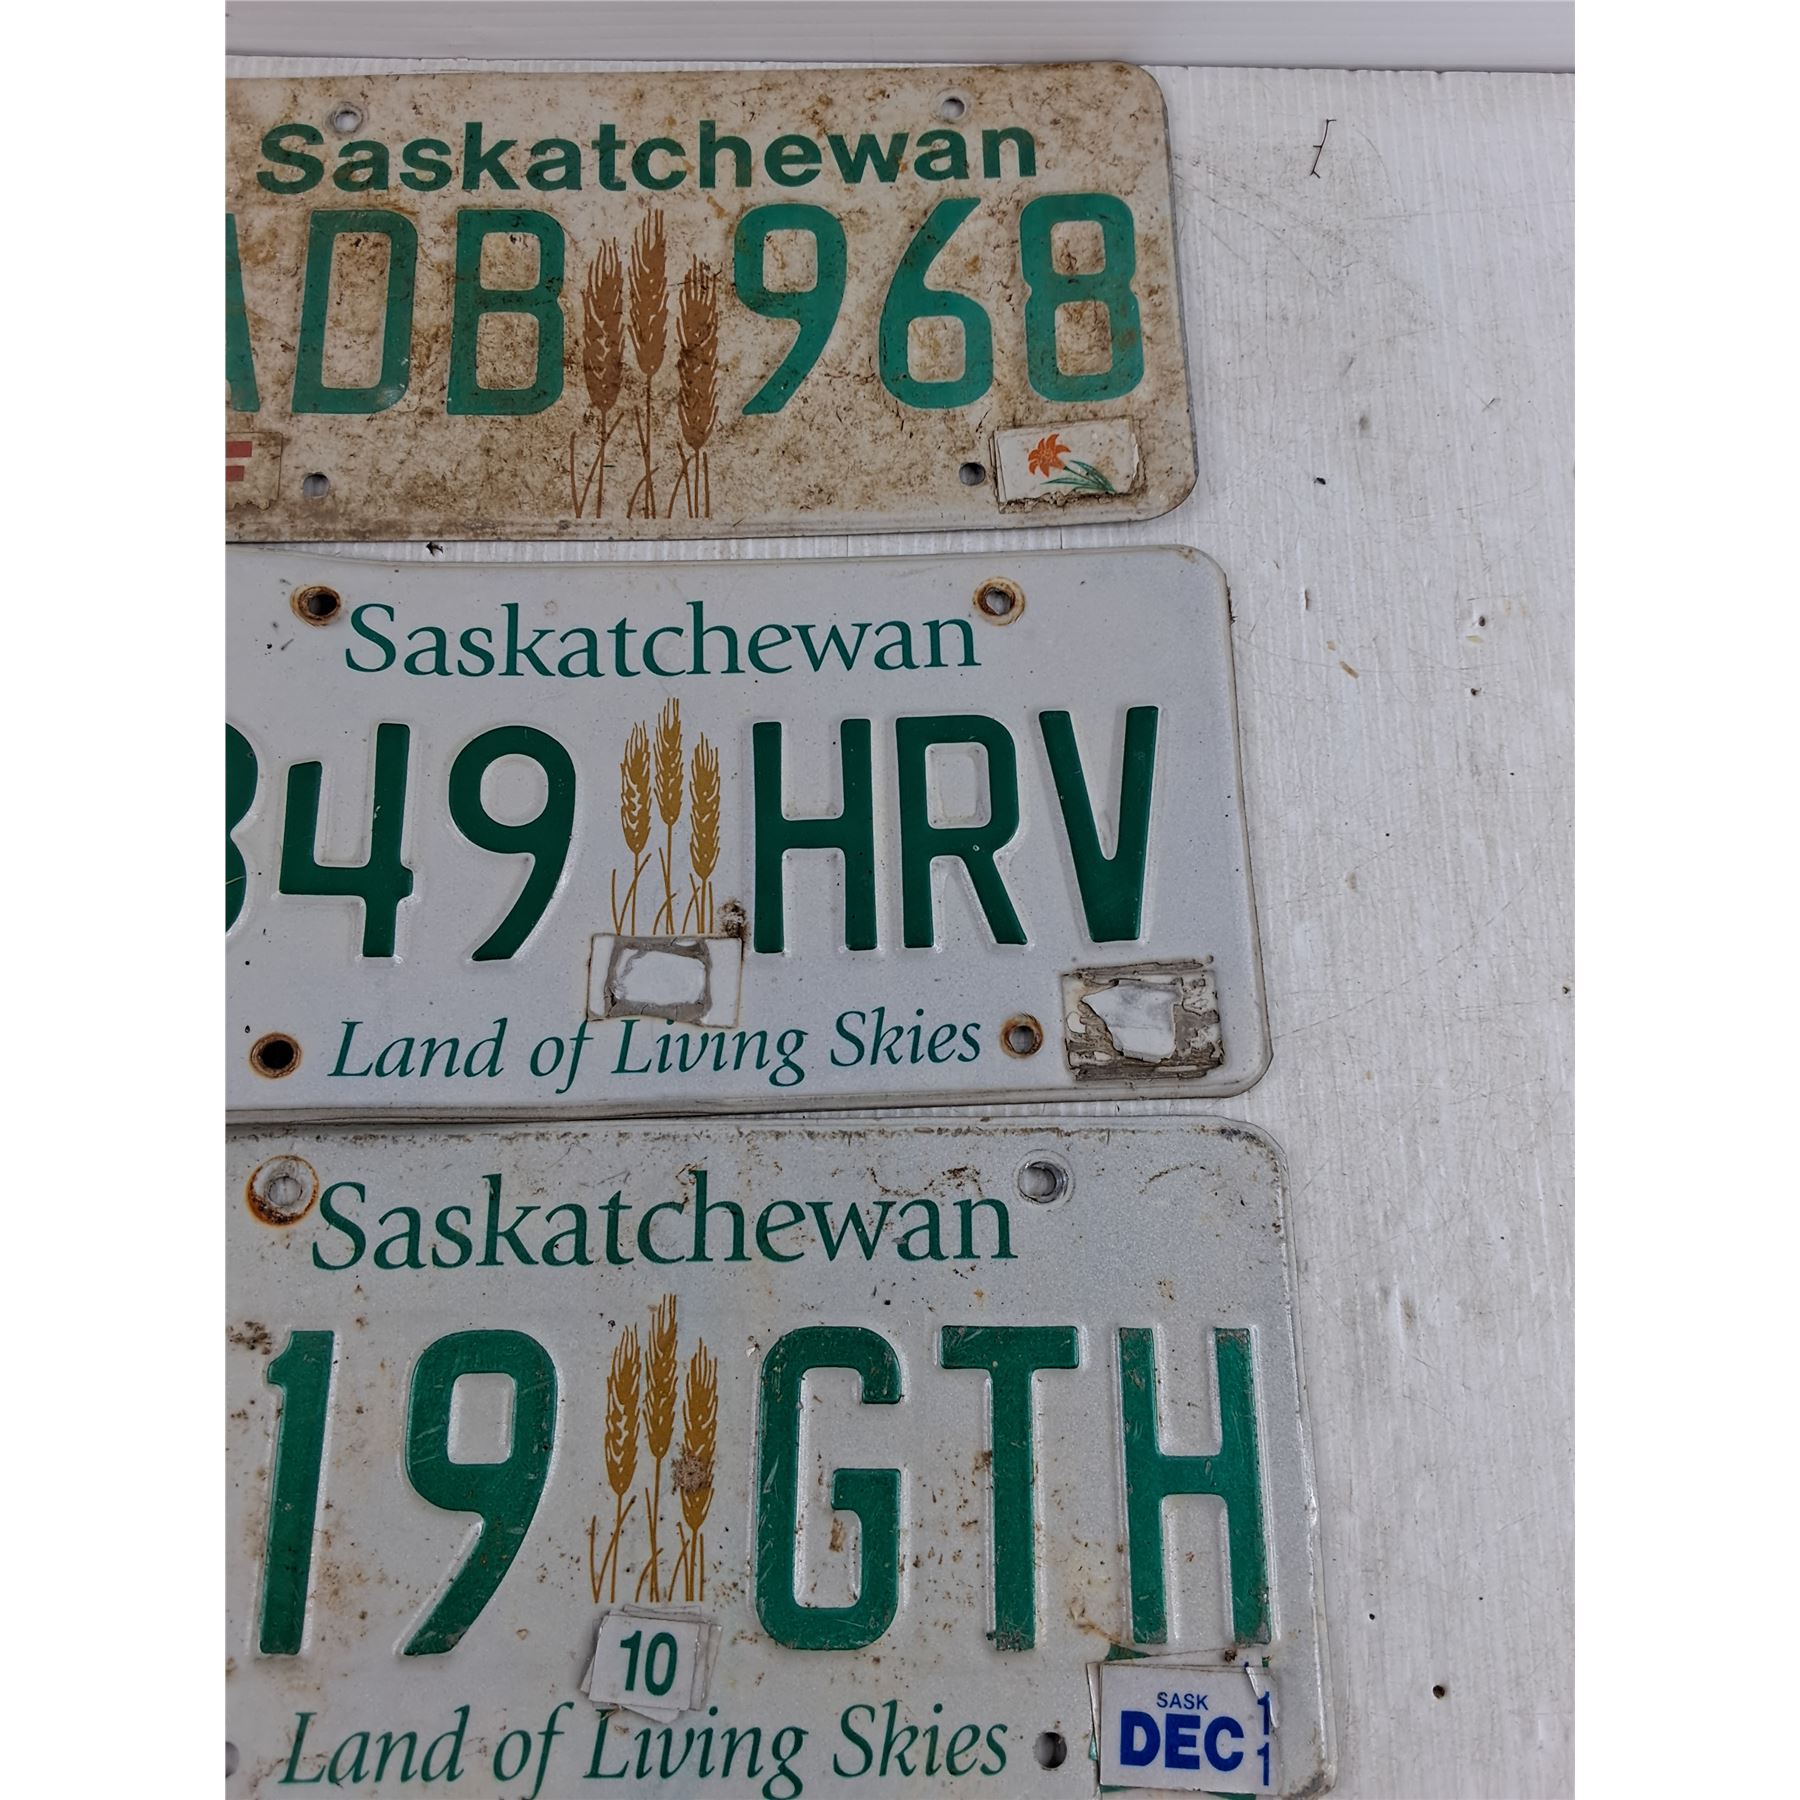 Saskatchewan
ADB 968
Saskatchewan
349 HRV
Land of Living Skies
Saskatchewan
19 GTH
10
SASK
DEC 11
Land of Living Skies